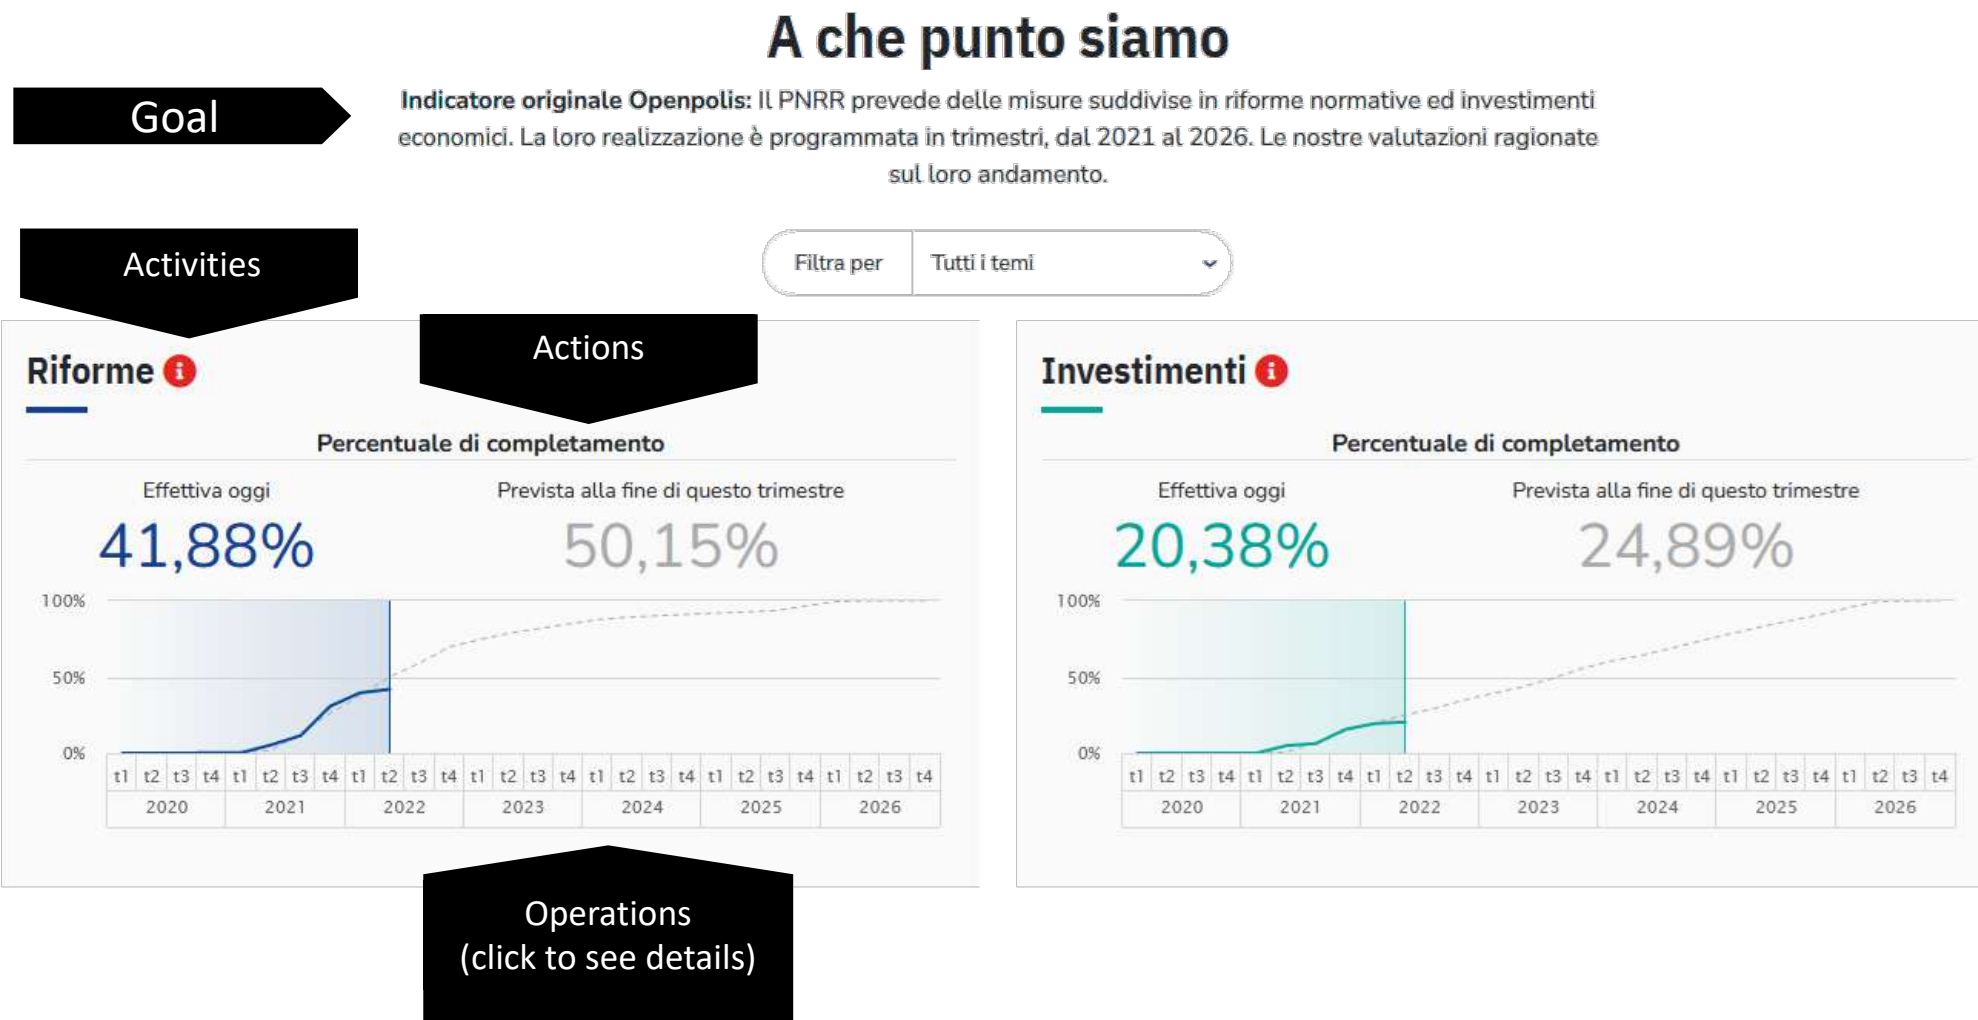 A che punto siamo
Goal
Indicatore originale Openpolis: Il PNRR prevede delle misure suddivise in riforme normative ed investimenti
economici. La loro realizzazione è programmata in trimestri, dal 2021 al 2026. Le nostre valutazioni ragionate
sul loro andamento.
Activities
Filtra per
Tutti i temi
Actions
Riforme i
Percentuale di completamento
Effettiva oggi
Prevista alla fine di questo trimestre
41,88%
50,15%
100%
50%
0%
t1 t2 t3 t4 t1 t2 t3 t4 t1 t2 t3 t4 t1 t2 t3 t4 t1 t2 t3 t4 t1 t2 t3 t4 t1 t2 t3 t4
2020 2021 2022 2023 2024 2025 2026
Investimenti i
Percentuale di completamento
Effettiva oggi
Prevista alla fine di questo trimestre
20,38%
24,89%
100%
50%
0%
t1 t2 t3 t4 t1 t2 t3 t4 t1 t2 t3 t4 t1 t2 t3 t4 t1 t2 t3 t4 t1 t2 t3 t4 t1 t2 t3 t4
2020 2021 2022 2023 2024 2025 2026
Operations
(click to see details)